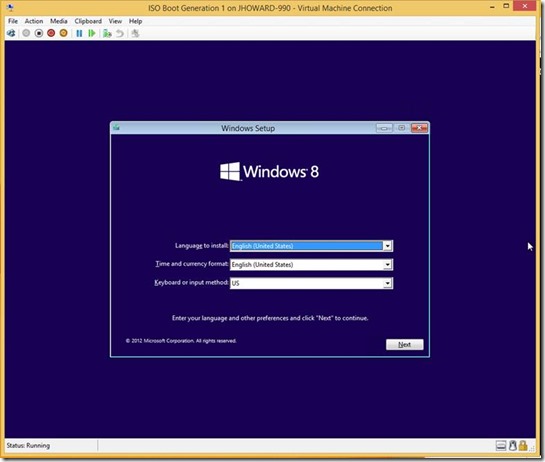 ISO Boot Generation 1 on JHOWARD-990 - Virtual Machine Connection
File Action Media Clipboard View Help
Windows Setup
Windows 8
Language to install: English (United States)
Time and currency format: English (United States)
Keyboard or input method: US
Enter your language and other preferences and click "Next" to continue.
© 2012 Microsoft Corporation. All rights reserved.
Next
Status: Running